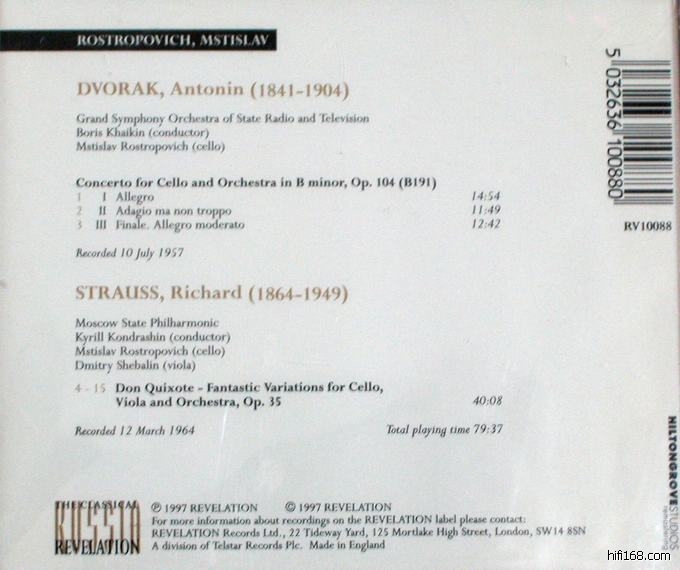 ROSTROPOVICH, MSTISLAV
DVORAK, Antonin (1841-1904)
Grand Symphony Orchestra of State Radio and Television
Boris Khaikin (conductor)
Mstislav Rostropovich (cello)
Concerto for Cello and Orchestra in B minor, Op. 104 (B191)
1 I Allegro 14:54
2 II Adagio ma non troppo 11:49
3 III Finale. Allegro moderato 12:42
Recorded 10 July 1957
STRAUSS, Richard (1864-1949)
Moscow State Philharmonic
Kyrill Kondrashin (conductor)
Mstislav Rostropovich (cello)
Dmitry Shebalin (viola)
4 - 15 Don Quixote - Fantastic Variations for Cello,
Viola and Orchestra, Op. 35 40:08
Recorded 12 March 1964 Total playing time 79:37
5 032636 100880
RV10088
NILTONGROVESTUDIOS
remastering
THE CLASSICAL
RUSSIA
REVELATION
℗ 1997 REVELATION © 1997 REVELATION
For more information about recordings on the REVELATION label please contact:
REVELATION Records Ltd., 22 Tideway Yard, 125 Mortlake High Street, London, SW14 8SN
A division of Telstar Records Plc. Made in England
hifi168.com